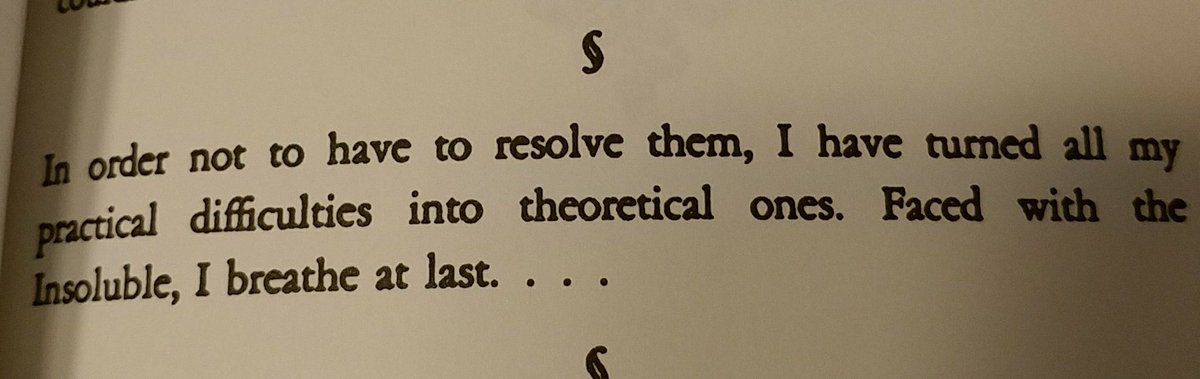 §
In order not to have to resolve them, I have turned all my
practical difficulties into theoretical ones. Faced with the
Insoluble, I breathe at last. . . .
§